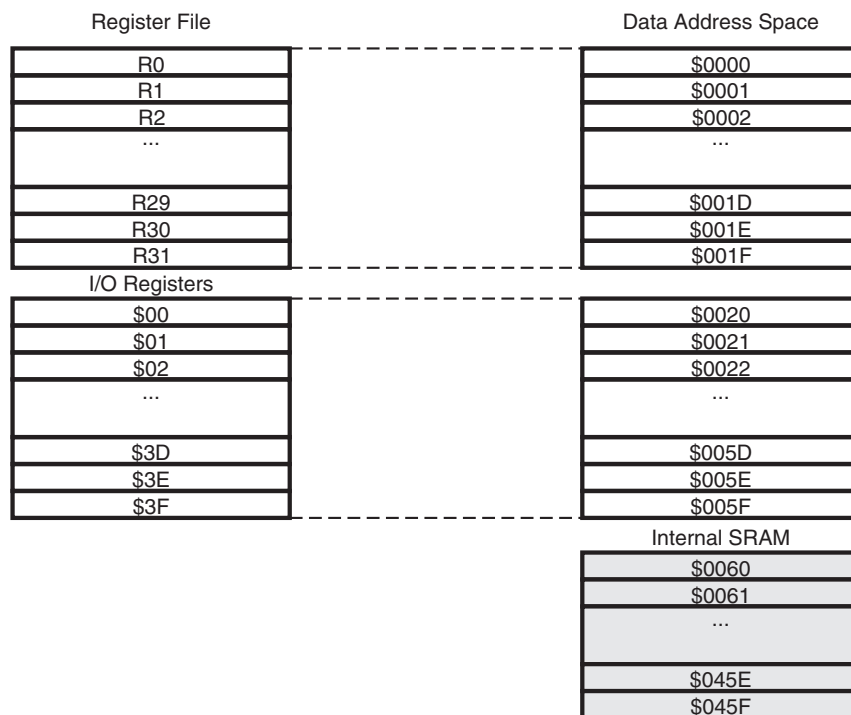 Register File
Data Address Space
R0
$0000
R1
$0001
R2
$0002
...
...
R29
$001D
R30
$001E
R31
$001F
I/O Registers
$00
$0020
$01
$0021
$02
$0022
...
...
$3D
$005D
$3E
$005E
$3F
$005F
Internal SRAM
$0060
$0061
...
$045E
$045F